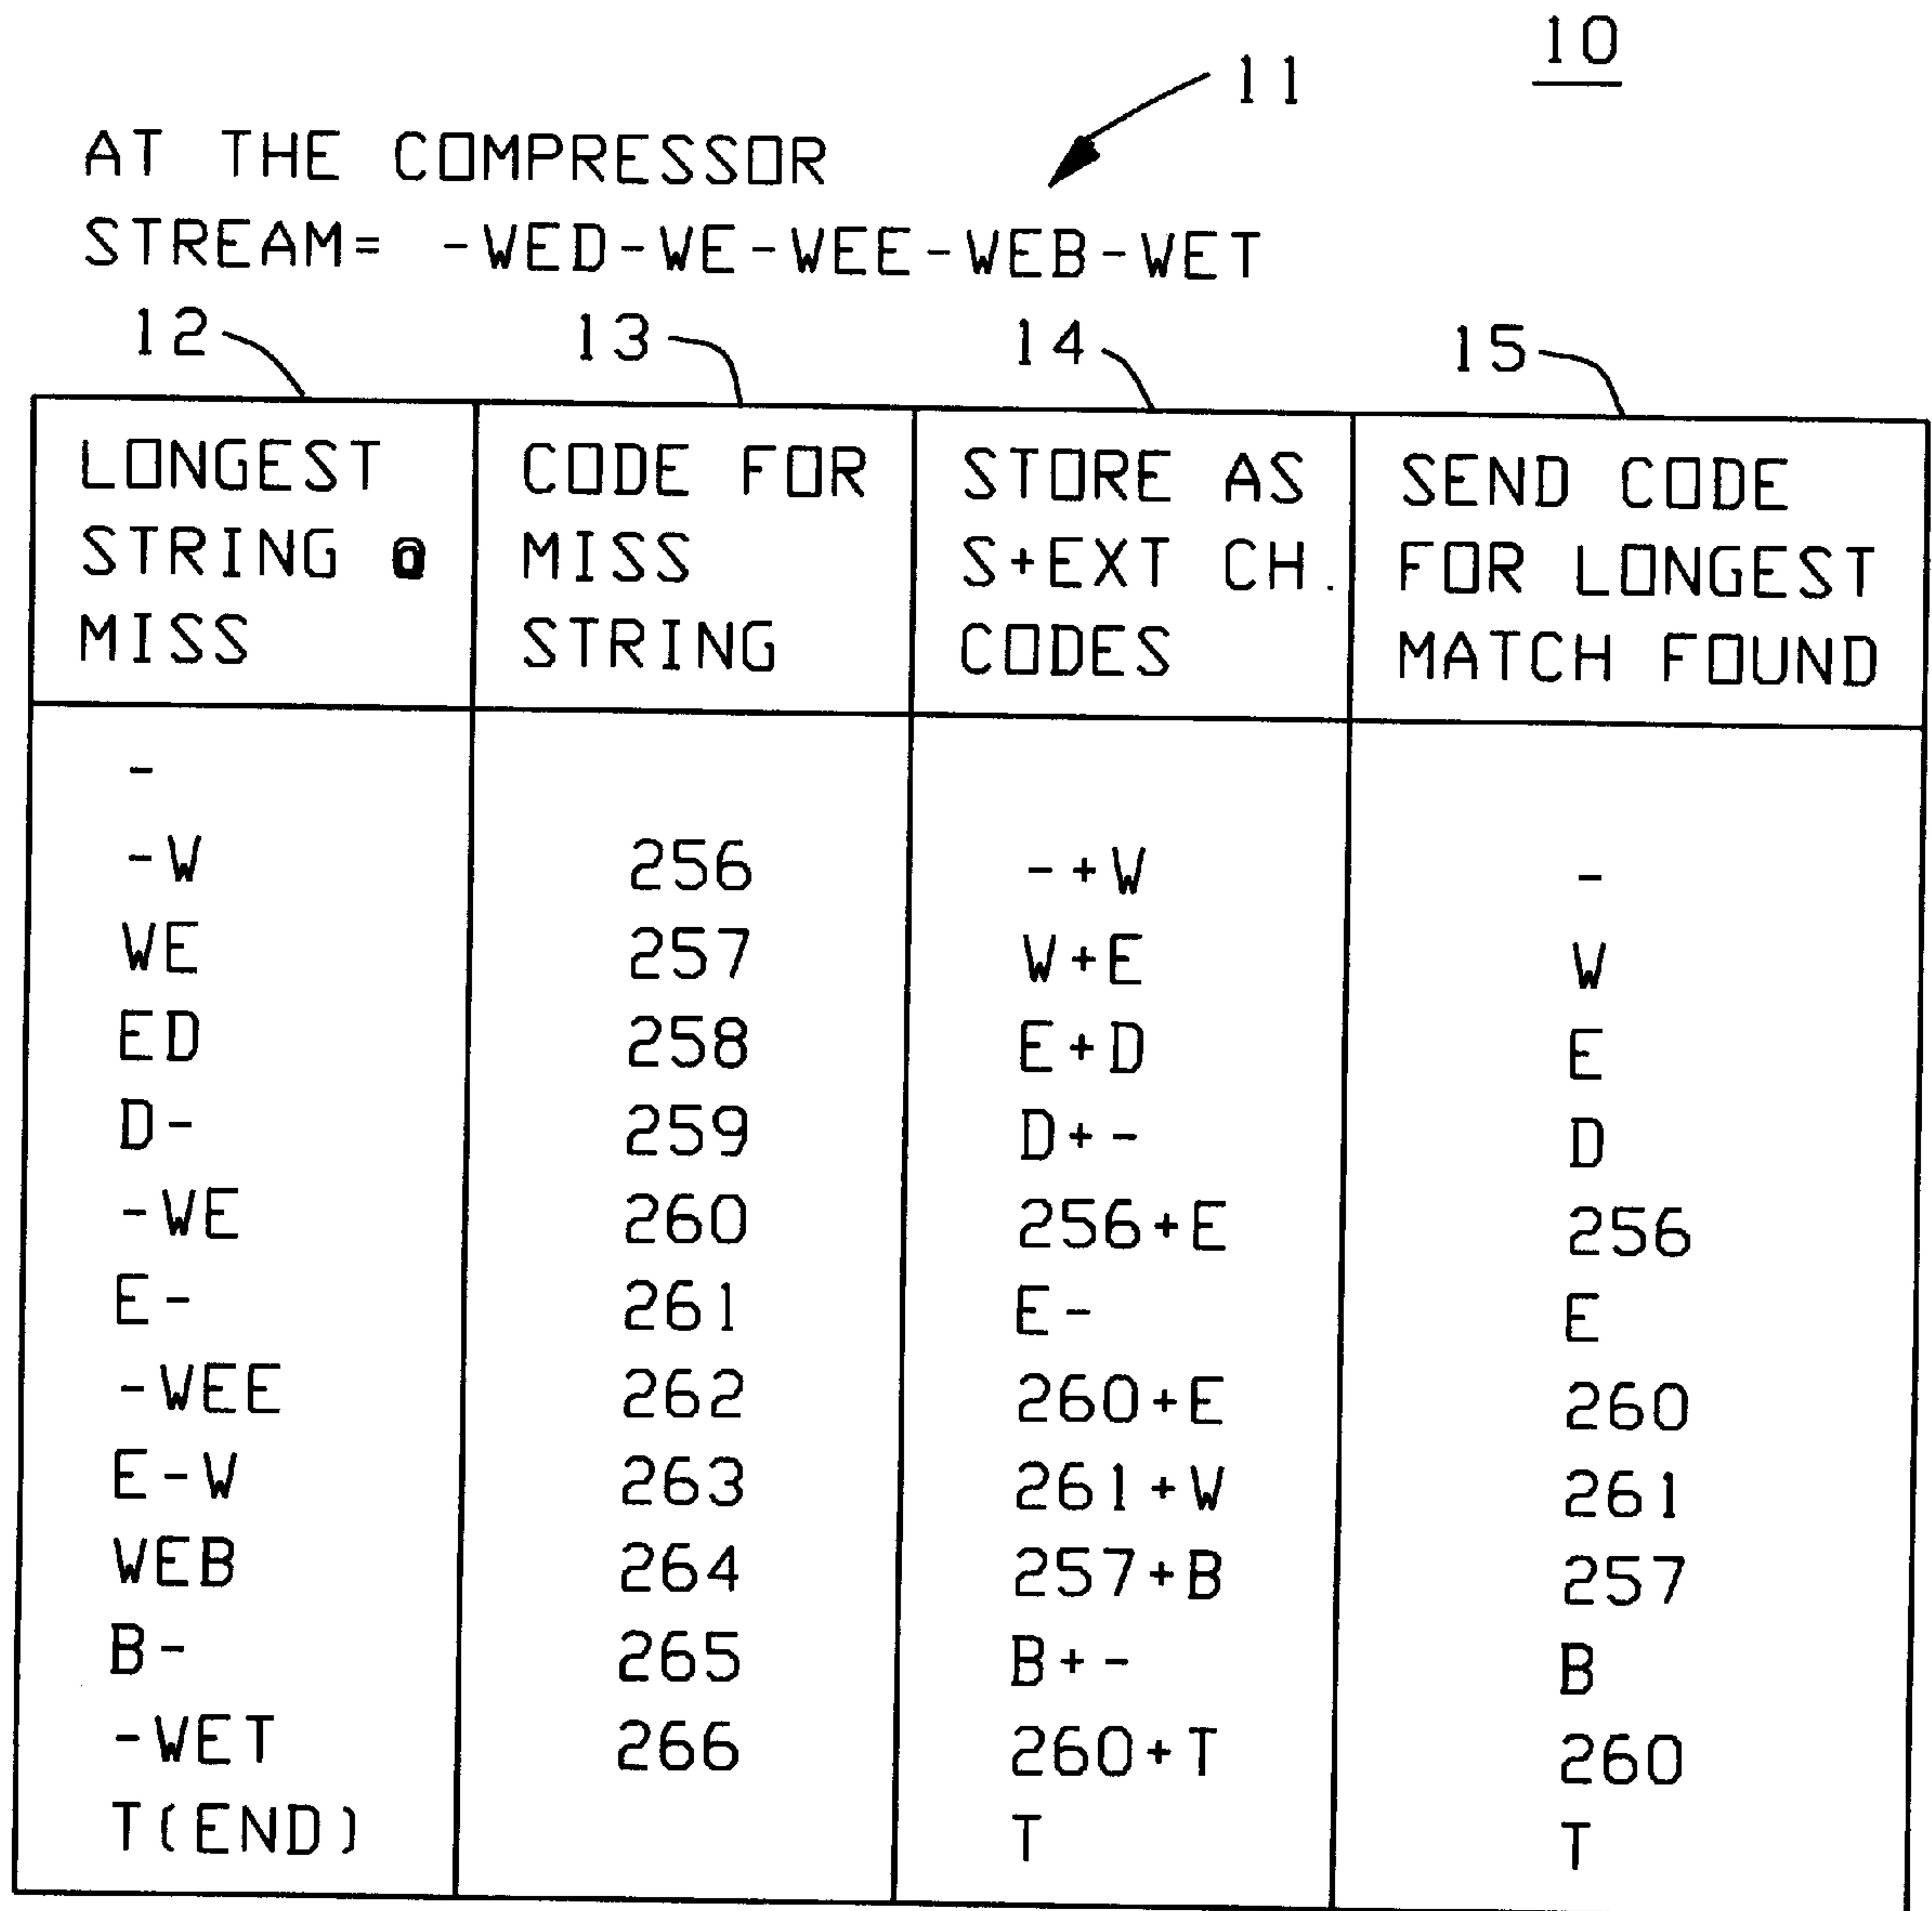 10
11
AT THE COMPRESSOR
STREAM= -WED-WE-WEE-WEB-WET
12 13 14 15
LONGEST STRING @ MISS
CODE FOR MISS STRING
STORE AS S+EXT CH. CODES
SEND CODE FOR LONGEST MATCH FOUND
-
-W 256 -+W -
WE 257 W+E W
ED 258 E+D E
D- 259 D+- D
-WE 260 256+E 256
E- 261 E- E
-WEE 262 260+E 260
E-W 263 261+W 261
WEB 264 257+B 257
B- 265 B+- B
-WET 266 260+T 260
T(END) T T